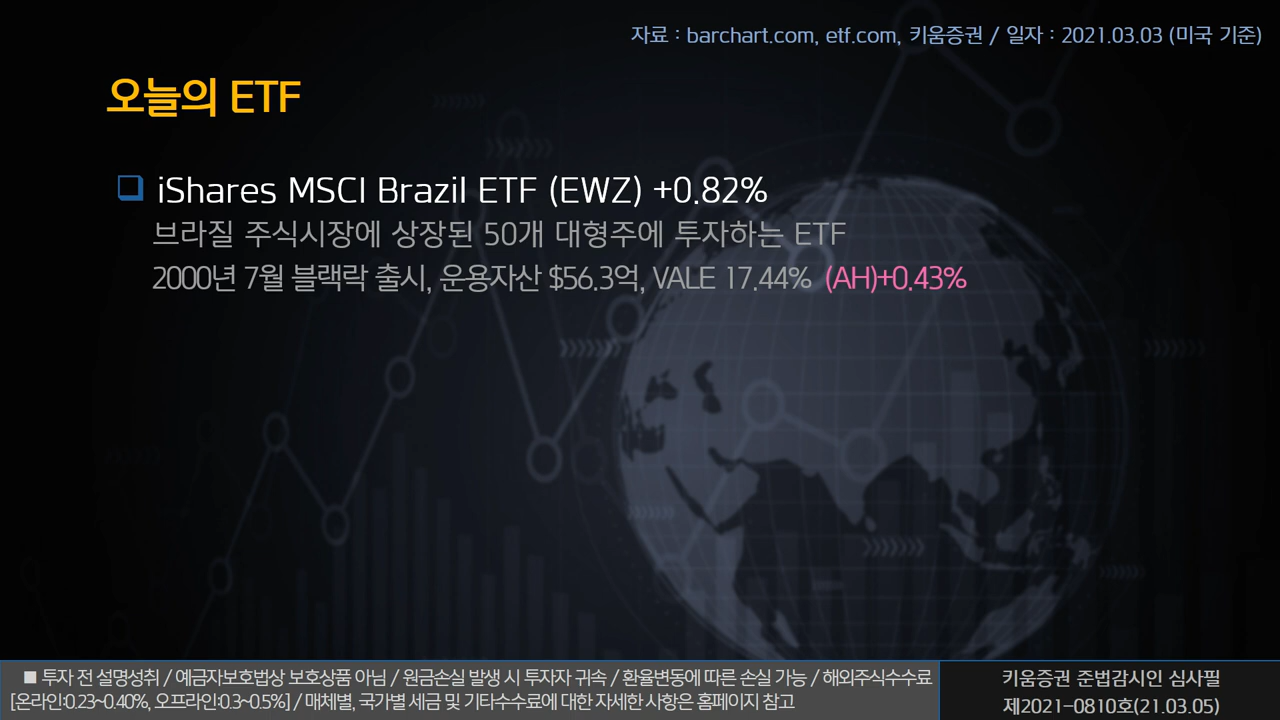 자료 : barchart.com, etf.com, 키움증권 / 일자 : 2021.03.03 (미국 기준)
오늘의 ETF
iShares MSCI Brazil ETF (EWZ) +0.82%
브라질 주식시장에 상장된 50개 대형주에 투자하는 ETF
2000년 7월 블랙락 출시, 운용자산 $56.3억, VALE 17.44% (AH)+0.43%
■ 투자 전 설명성취 / 예금자보호법상 보호상품 아님 / 원금손실 발생 시 투자자 귀속 / 환율변동에 따른 손실 가능 / 해외주식수수료
[온라인:0.23~0.40%, 오프라인:0.3~0.5%] / 매체별, 국가별 세금 및 기타수수료에 대한 자세한 사항은 홈페이지 참고
키움증권 준법감시인 심사필
제2021-0810호(21.03.05)